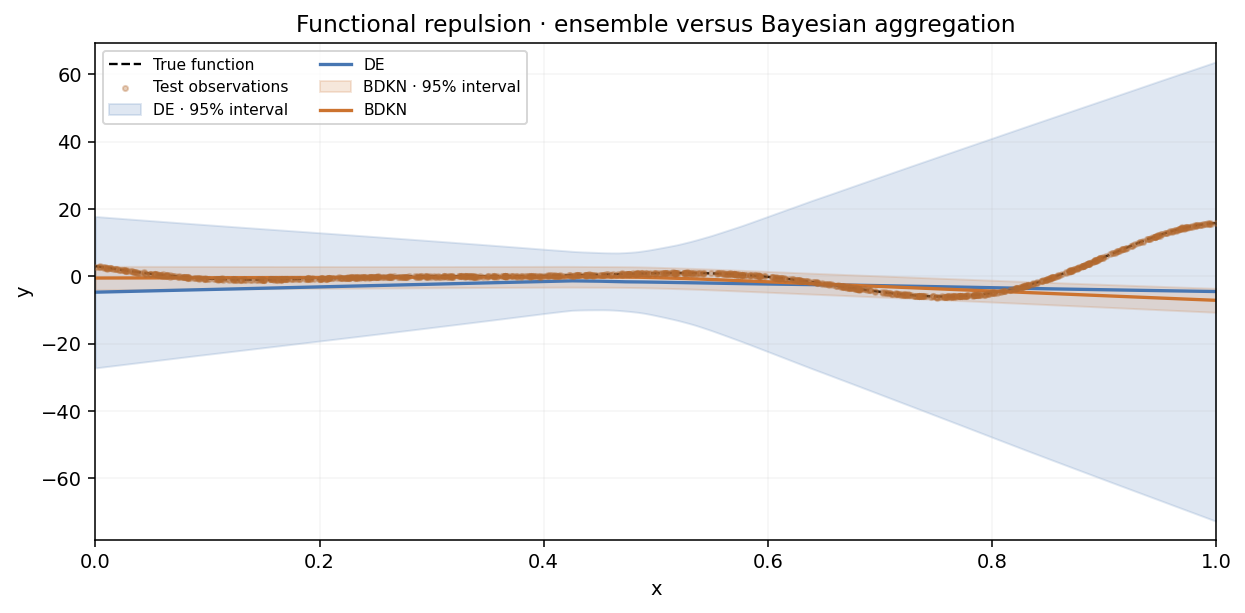 Functional repulsion · ensemble versus Bayesian aggregation
True function
Test observations
DE · 95% interval
DE
BDKN · 95% interval
BDKN
60
40
20
0
−20
−40
−60
y
0.0
0.2
0.4
0.6
0.8
1.0
x